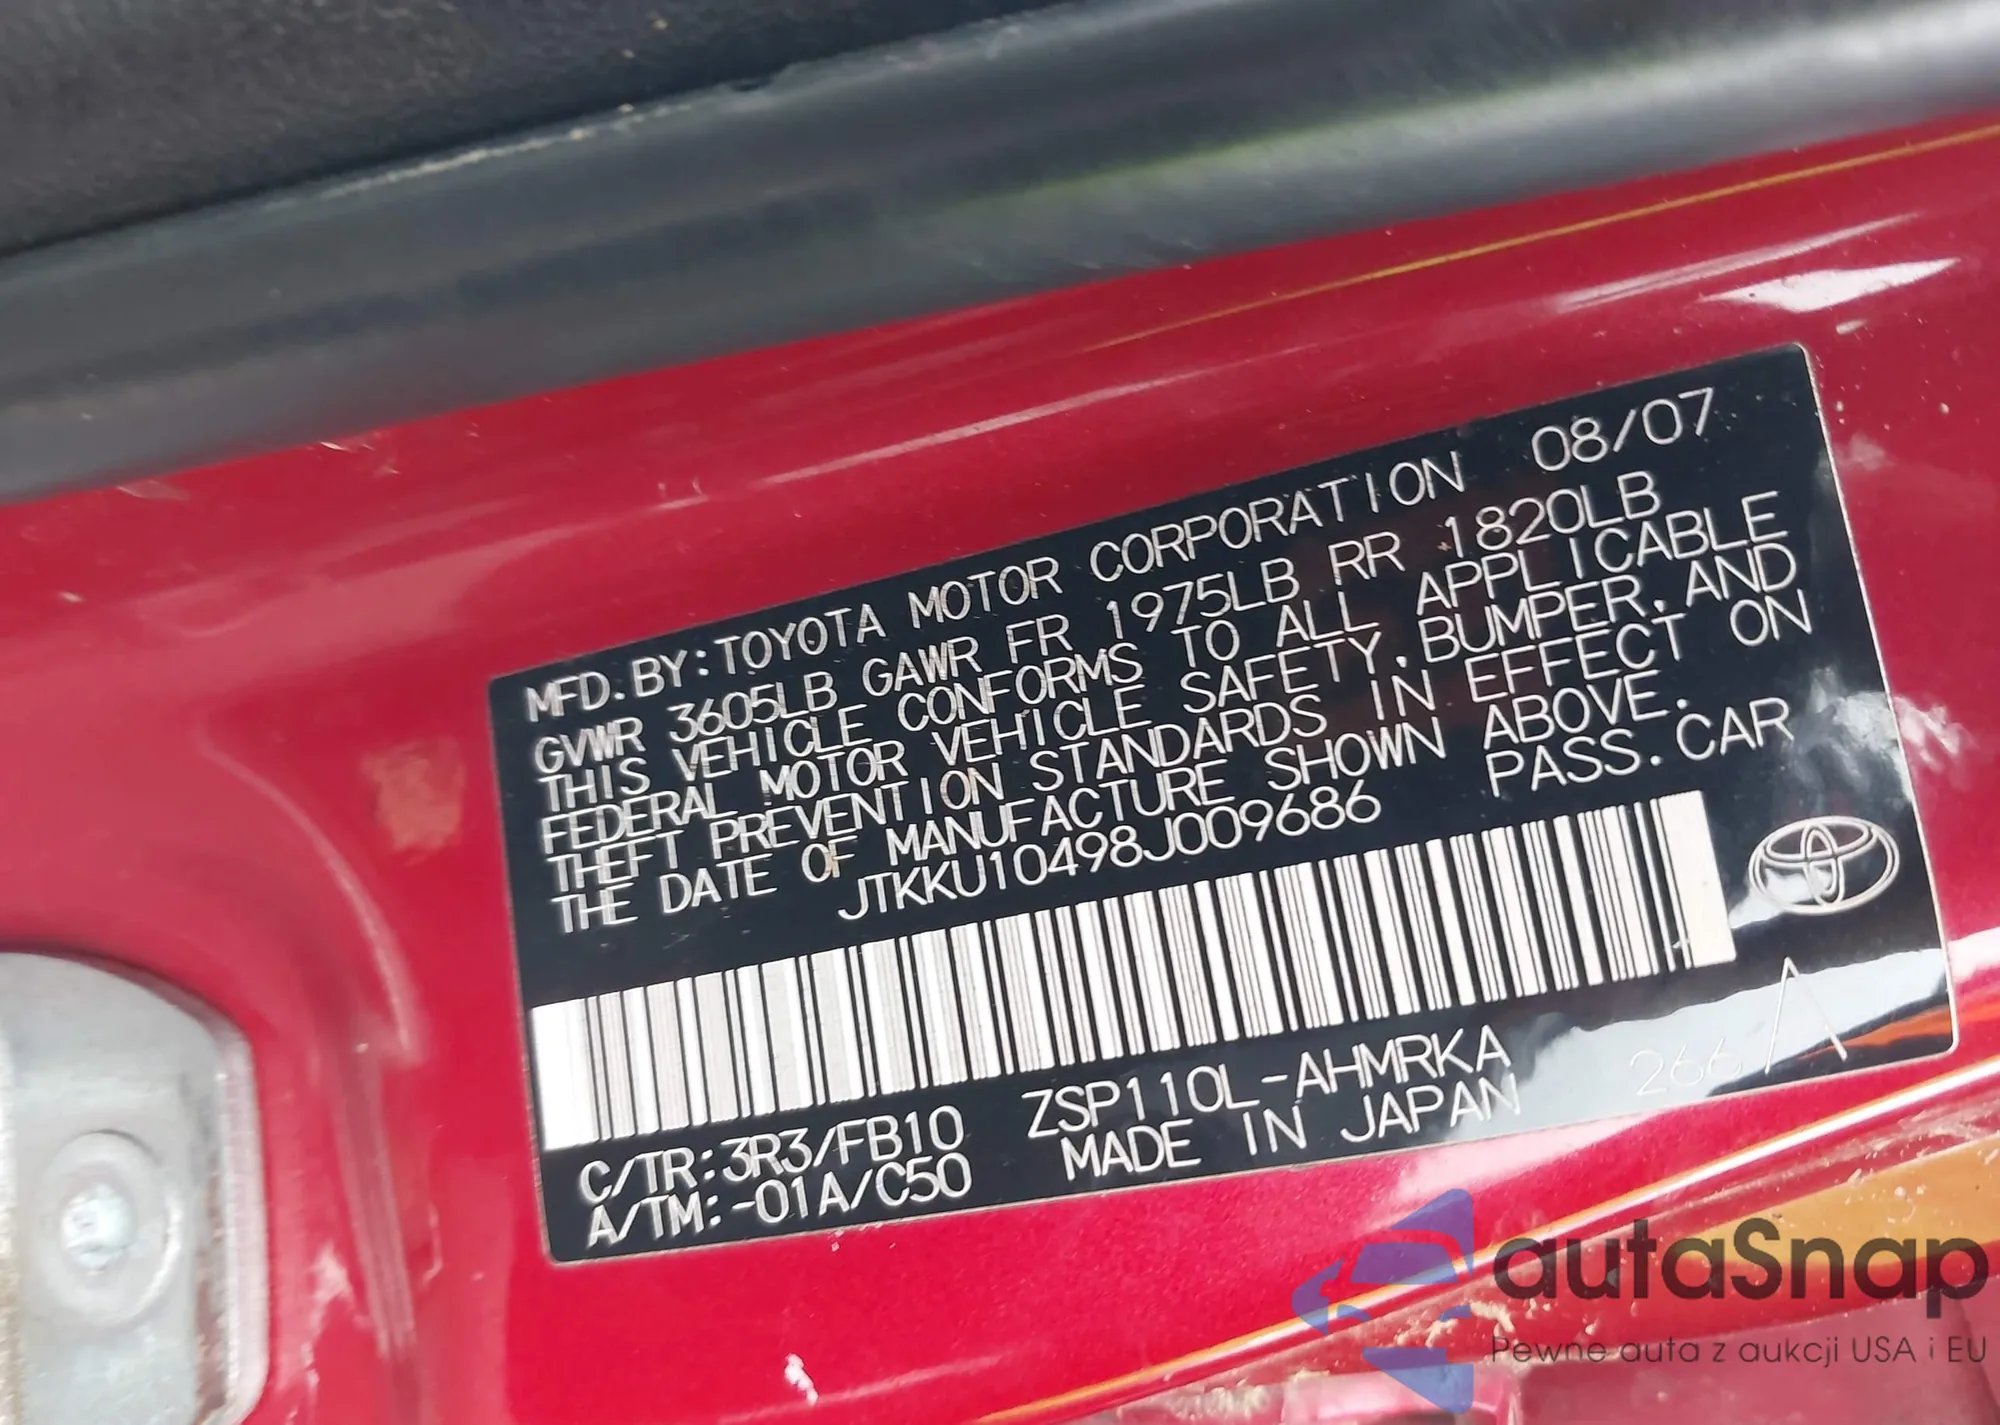 MFD. BY: TOYOTA MOTOR CORPORATION 08/07
GVWR 3605LB GAWR FR 1975LB RR 1820LB
THIS VEHICLE CONFORMS TO ALL APPLICABLE
FEDERAL MOTOR VEHICLE SAFETY, BUMPER, AND
THEFT PREVENTION STANDARDS IN EFFECT ON
THE DATE OF MANUFACTURE SHOWN ABOVE.
JTKKU10498J009686 PASS. CAR
C/TR: 3R3/FB10 ZSP110L-AHMRKA
A/TM: -01A/C50 MADE IN JAPAN
266
autaSnap
Pewne auta z aukcji USA i EU